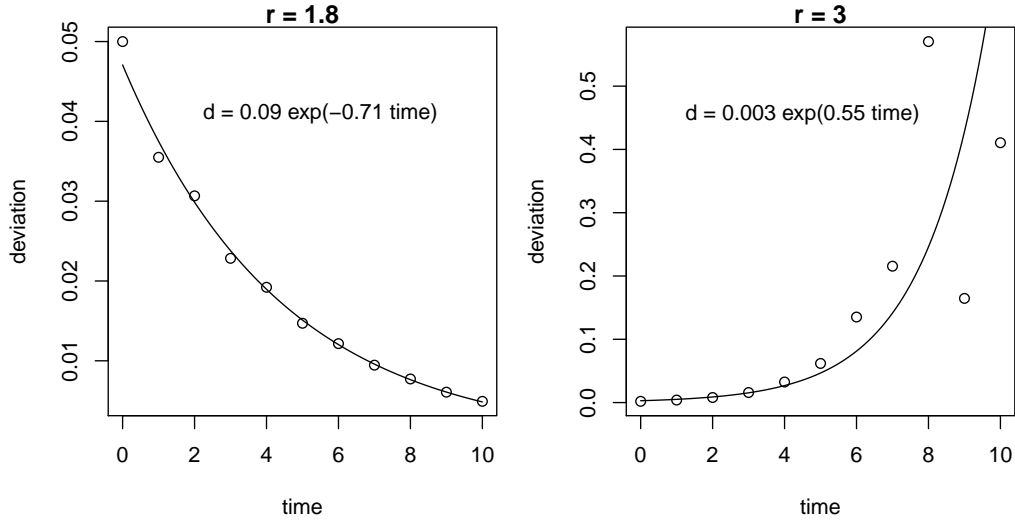 r = 1.8
0.05
0.04
0.03
0.02
0.01
deviation
d = 0.09 exp(−0.71 time)
0 2 4 6 8 10
time
r = 3
0.5
0.4
0.3
0.2
0.1
0.0
deviation
d = 0.003 exp(0.55 time)
0 2 4 6 8 10
time